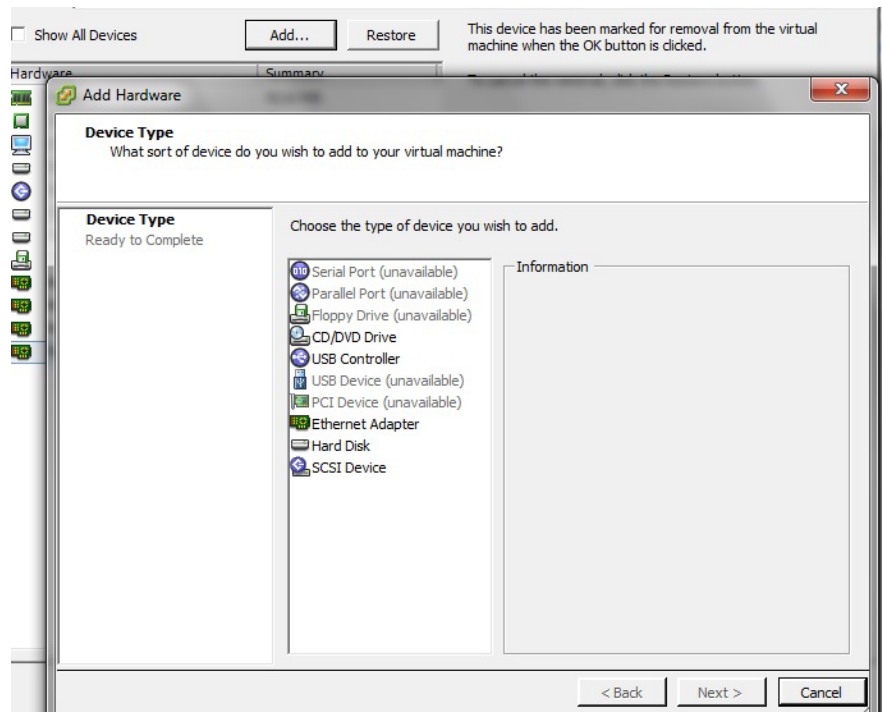 Show All Devices
Add...
Restore
This device has been marked for removal from the virtual
machine when the OK button is clicked.
Hardware
Summary
Add Hardware
Device Type
What sort of device do you wish to add to your virtual machine?
Device Type
Ready to Complete
Choose the type of device you wish to add.
Serial Port (unavailable)
Parallel Port (unavailable)
Floppy Drive (unavailable)
CD/DVD Drive
USB Controller
USB Device (unavailable)
PCI Device (unavailable)
Ethernet Adapter
Hard Disk
SCSI Device
Information
< Back
Next >
Cancel